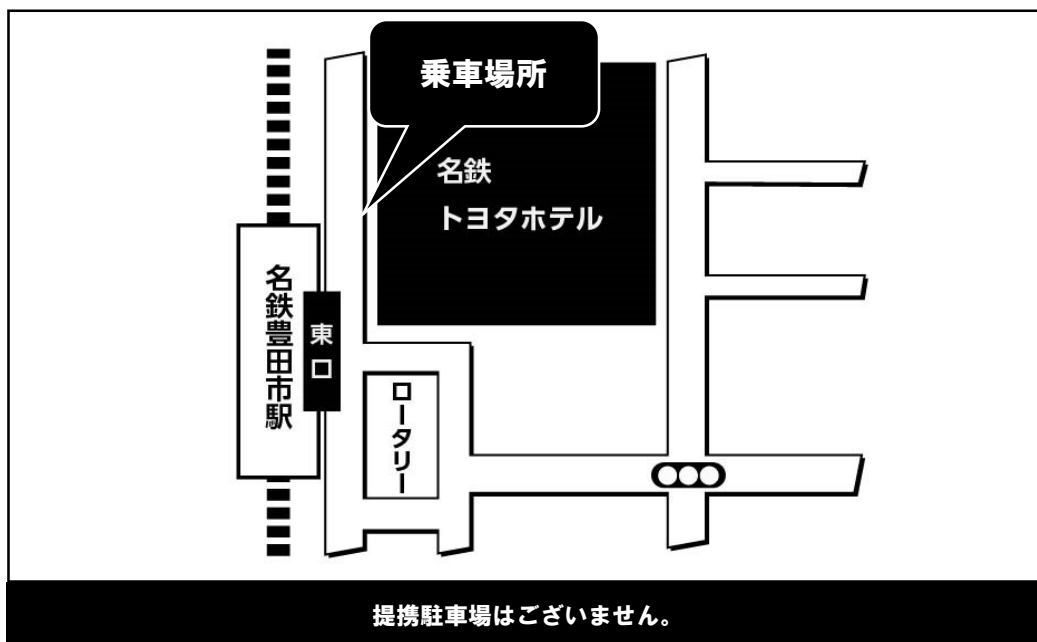 乗車場所
名鉄
トヨタホテル
名鉄豊田市駅
東口
ロータリー
提携駐車場はございません。